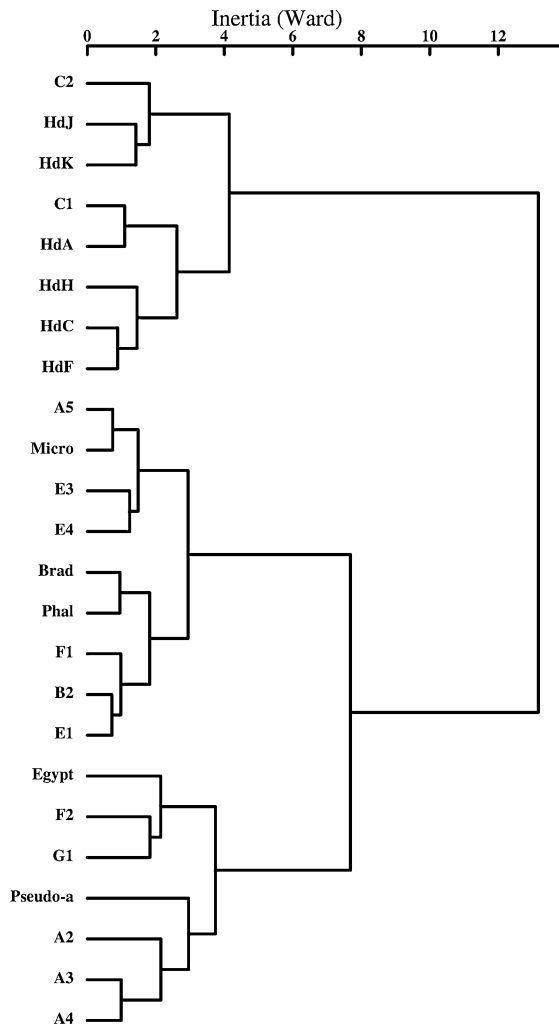 Inertia (Ward)
0 2 4 6 8 10 12
C2
HdJ
HdK
C1
HdA
HdH
HdC
HdF
A5
Micro
E3
E4
Brad
Phal
F1
B2
E1
Egypt
F2
G1
Pseudo-a
A2
A3
A4